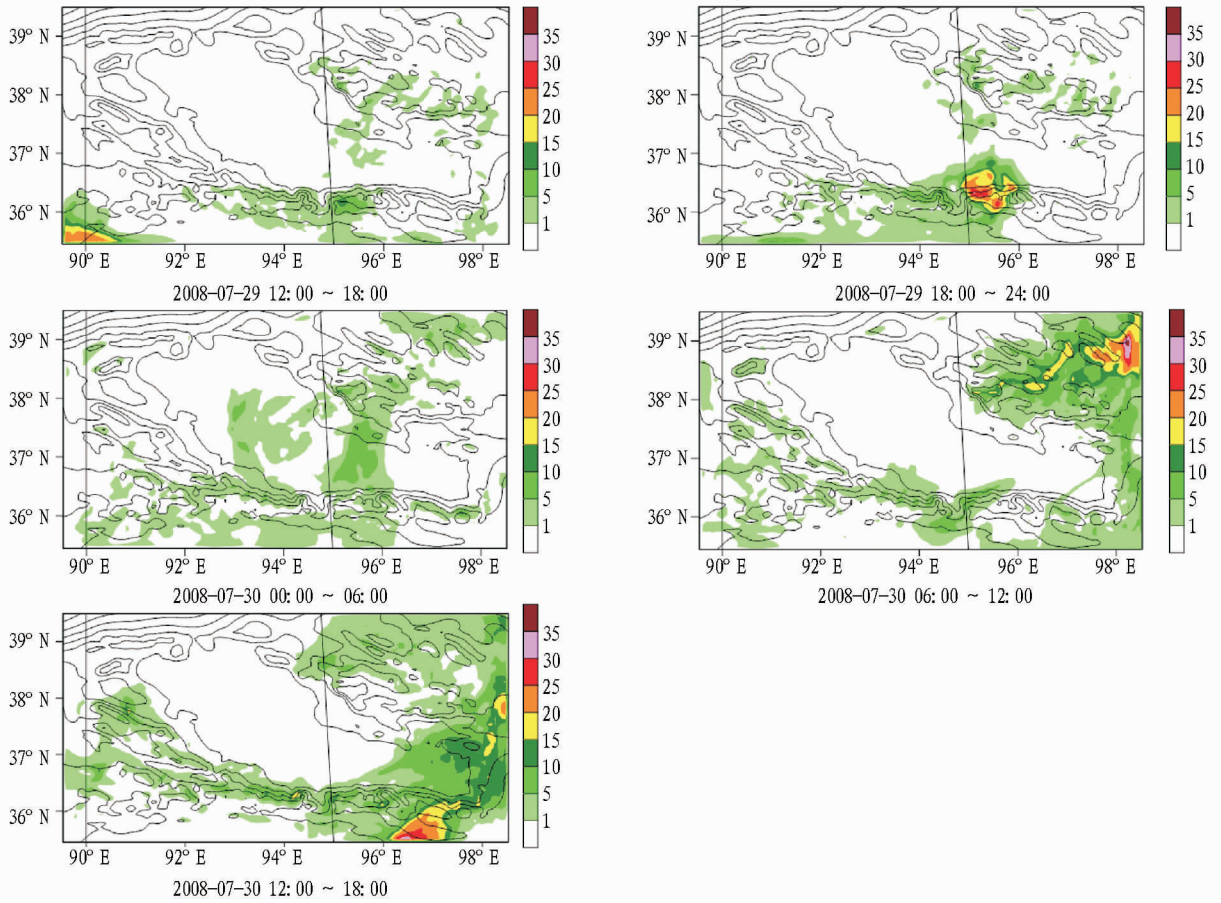 39° N
38° N
37° N
36° N
90° E 92° E 94° E 96° E 98° E
35
30
25
20
15
10
5
1
2008-07-29 12: 00 ~ 18: 00
39° N
38° N
37° N
36° N
90° E 92° E 94° E 96° E 98° E
35
30
25
20
15
10
5
1
2008-07-29 18: 00 ~ 24: 00
39° N
38° N
37° N
36° N
90° E 92° E 94° E 96° E 98° E
35
30
25
20
15
10
5
1
2008-07-30 00: 00 ~ 06: 00
39° N
38° N
37° N
36° N
90° E 92° E 94° E 96° E 98° E
35
30
25
20
15
10
5
1
2008-07-30 06: 00 ~ 12: 00
39° N
38° N
37° N
36° N
90° E 92° E 94° E 96° E 98° E
35
30
25
20
15
10
5
1
2008-07-30 12: 00 ~ 18: 00